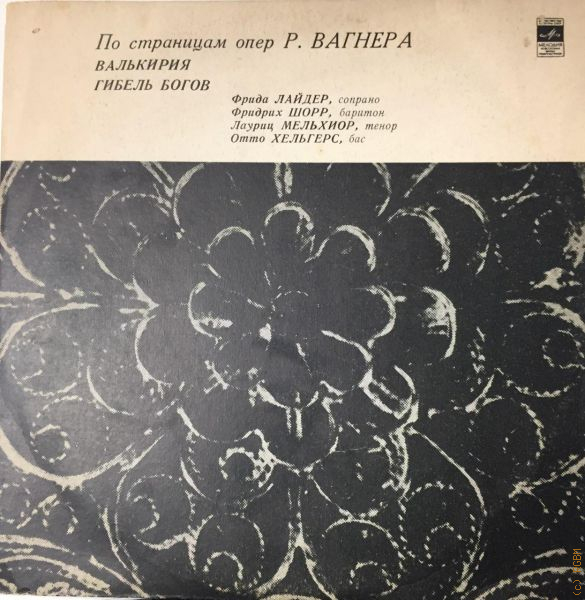 По страницам опер Р. ВАГНЕРА
ВАЛЬКИРИЯ
ГИБЕЛЬ БОГОВ
Фрида ЛАЙДЕР, сопрано
Фридрих ШОРР, баритон
Лауриц МЕЛЬХИОР, тенор
Отто ХЕЛЬГЕРС, бас
МЕЛОДИЯ